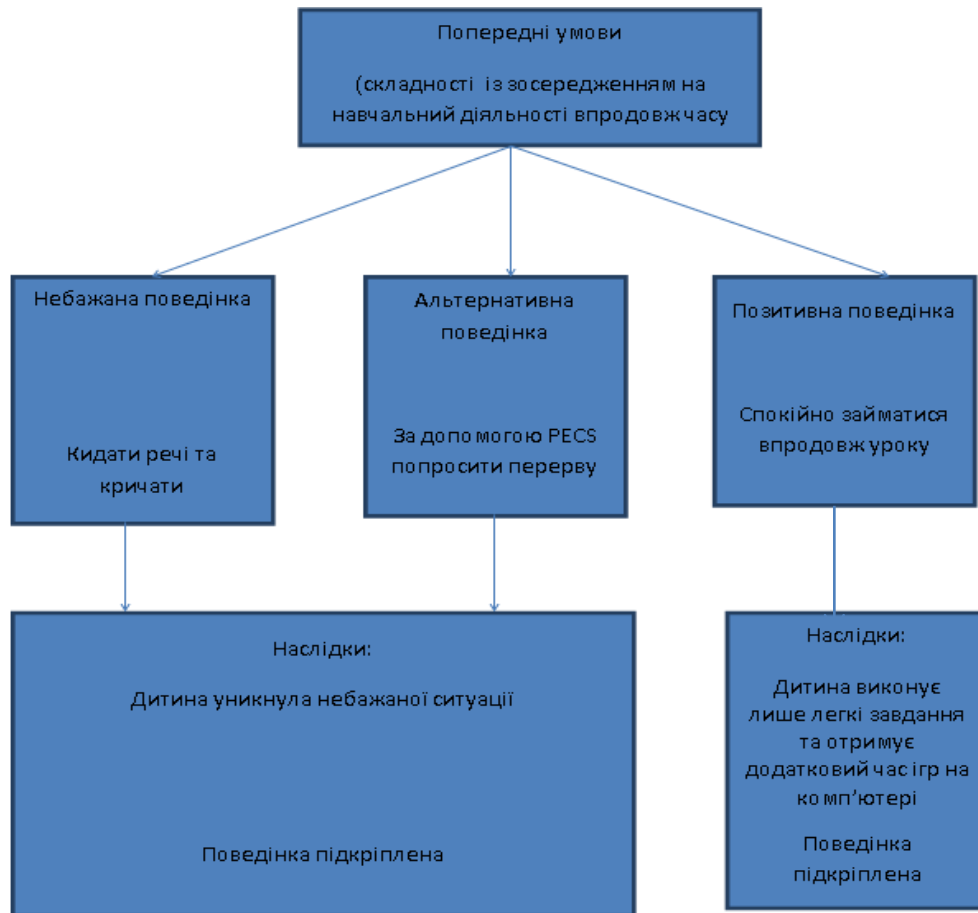 Попередні умови
(складності із зосередженням на
навчальний діяльності впродовж часу
Небажана поведінка
Кидати речі та
кричати
Альтернативна
поведінка
За допомогою PECS
попросити перерву
Позитивна поведінка
Спокійно займатися
впродовж уроку
Наслідки:
Дитина уникнула небажаної ситуації
Поведінка підкріплена
Наслідки:
Дитина виконує
лише легкі завдання
та отримує
додатковий час ігр на
комп’ютері
Поведінка
підкріплена